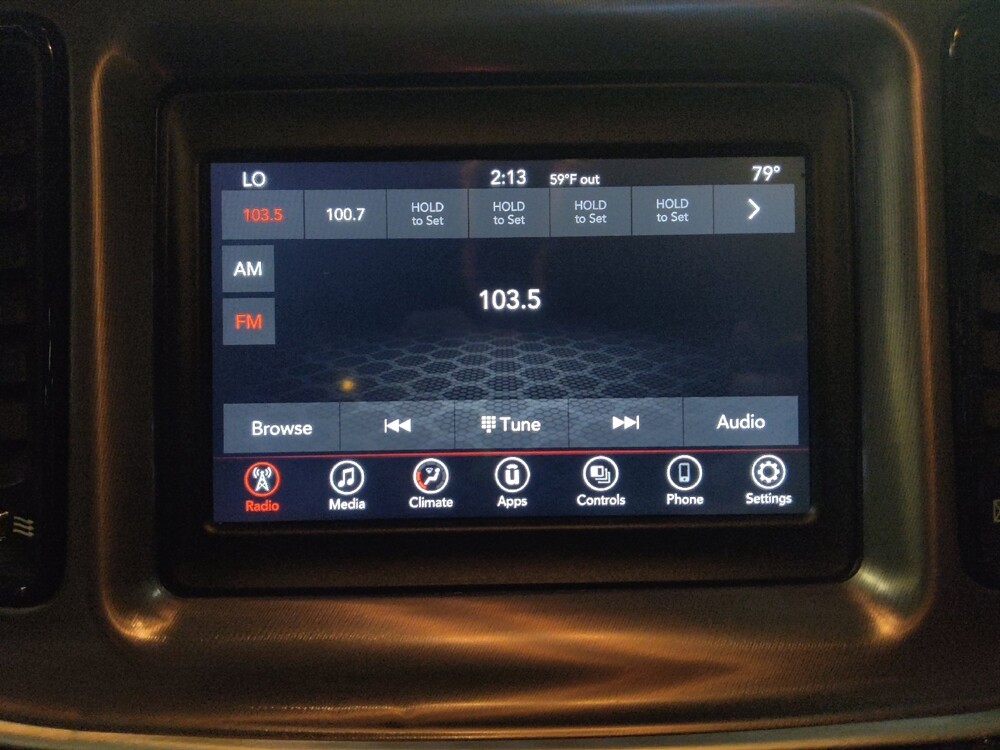 LO 2:13 59°F out 79°
103.5 100.7 HOLD to Set HOLD to Set HOLD to Set HOLD to Set
AM
103.5
FM
Browse Tune Audio
Radio Media Climate Apps Controls Phone Settings